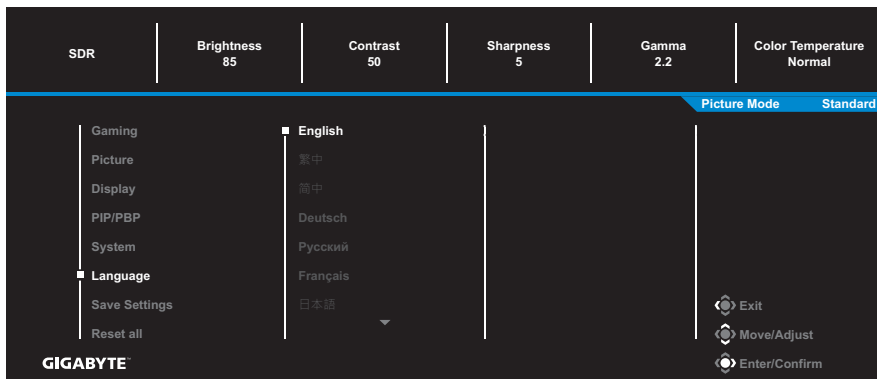 SDR
Brightness
85
Contrast
50
Sharpness
5
Gamma
2.2
Color Temperature
Normal
Picture Mode Standard
Gaming
Picture
Display
PIP/PBP
System
Language
Save Settings
Reset all
English
繁中
简中
Deutsch
Русский
Français
日本語
Exit
Move/Adjust
Enter/Confirm
GIGABYTE™